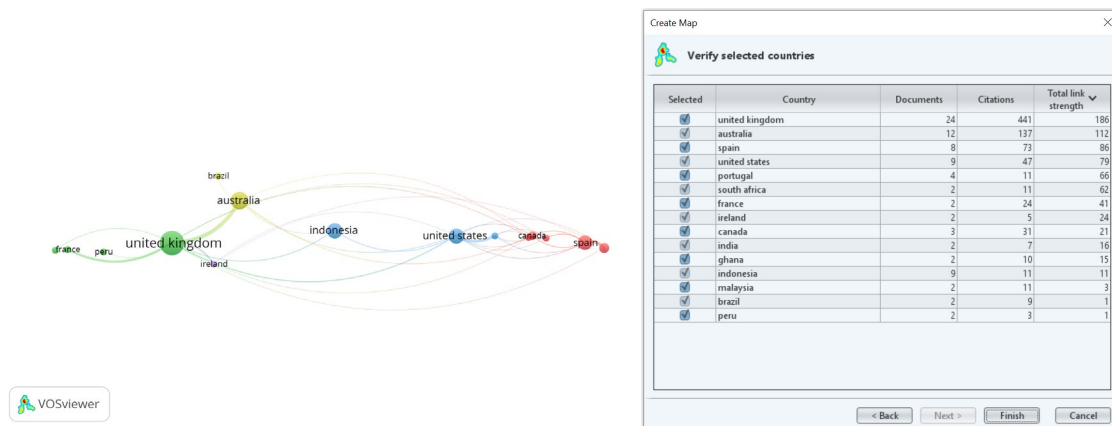 brazil
australia
indonesia
united states
canada
spain
france
peru
united kingdom
ireland
VOSviewer
Create Map
Verify selected countries
Selected Country Documents Citations Total link strength
united kingdom 24 441 186
australia 12 137 112
spain 8 73 86
united states 9 47 79
portugal 4 11 66
south africa 2 11 62
france 2 24 41
ireland 2 5 24
canada 3 31 21
india 2 7 16
ghana 2 10 15
indonesia 9 11 11
malaysia 2 11 3
brazil 2 9 1
peru 2 3 1
< Back Next > Finish Cancel